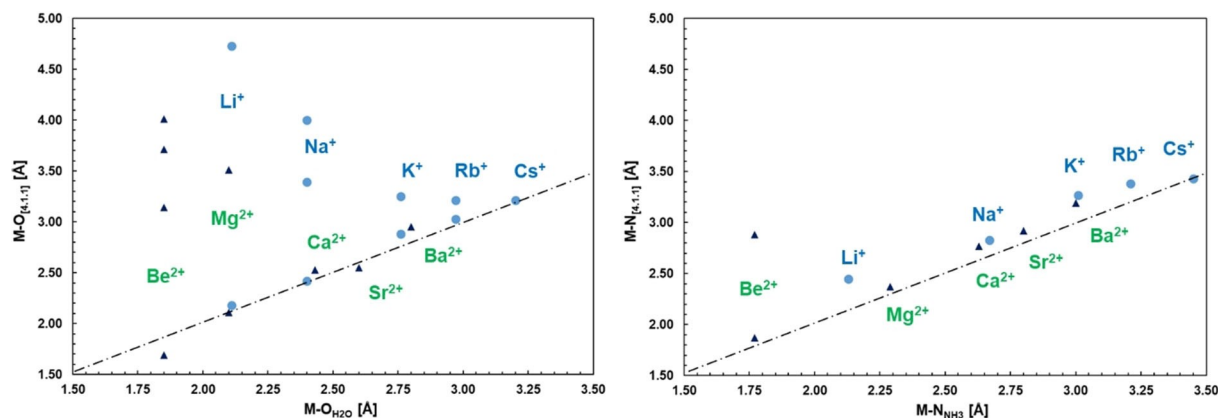 5.00
4.50
4.00
3.50
3.00
2.50
2.00
1.50
M-O[4.1.1] [Å]
Li⁺
Na⁺
K⁺
Rb⁺
Cs⁺
Be²⁺
Mg²⁺
Ca²⁺
Sr²⁺
Ba²⁺
1.50 2.00 2.25 2.50 2.75 3.00 3.25 3.50
M-OH2O [Å]
5.00
4.50
4.00
3.50
3.00
2.50
2.00
1.50
M-N[4.1.1] [Å]
Li⁺
Na⁺
K⁺
Rb⁺
Cs⁺
Be²⁺
Mg²⁺
Ca²⁺
Sr²⁺
Ba²⁺
1.50 1.75 2.00 2.25 2.50 2.75 3.00 3.25 3.50
M-NNH3 [Å]